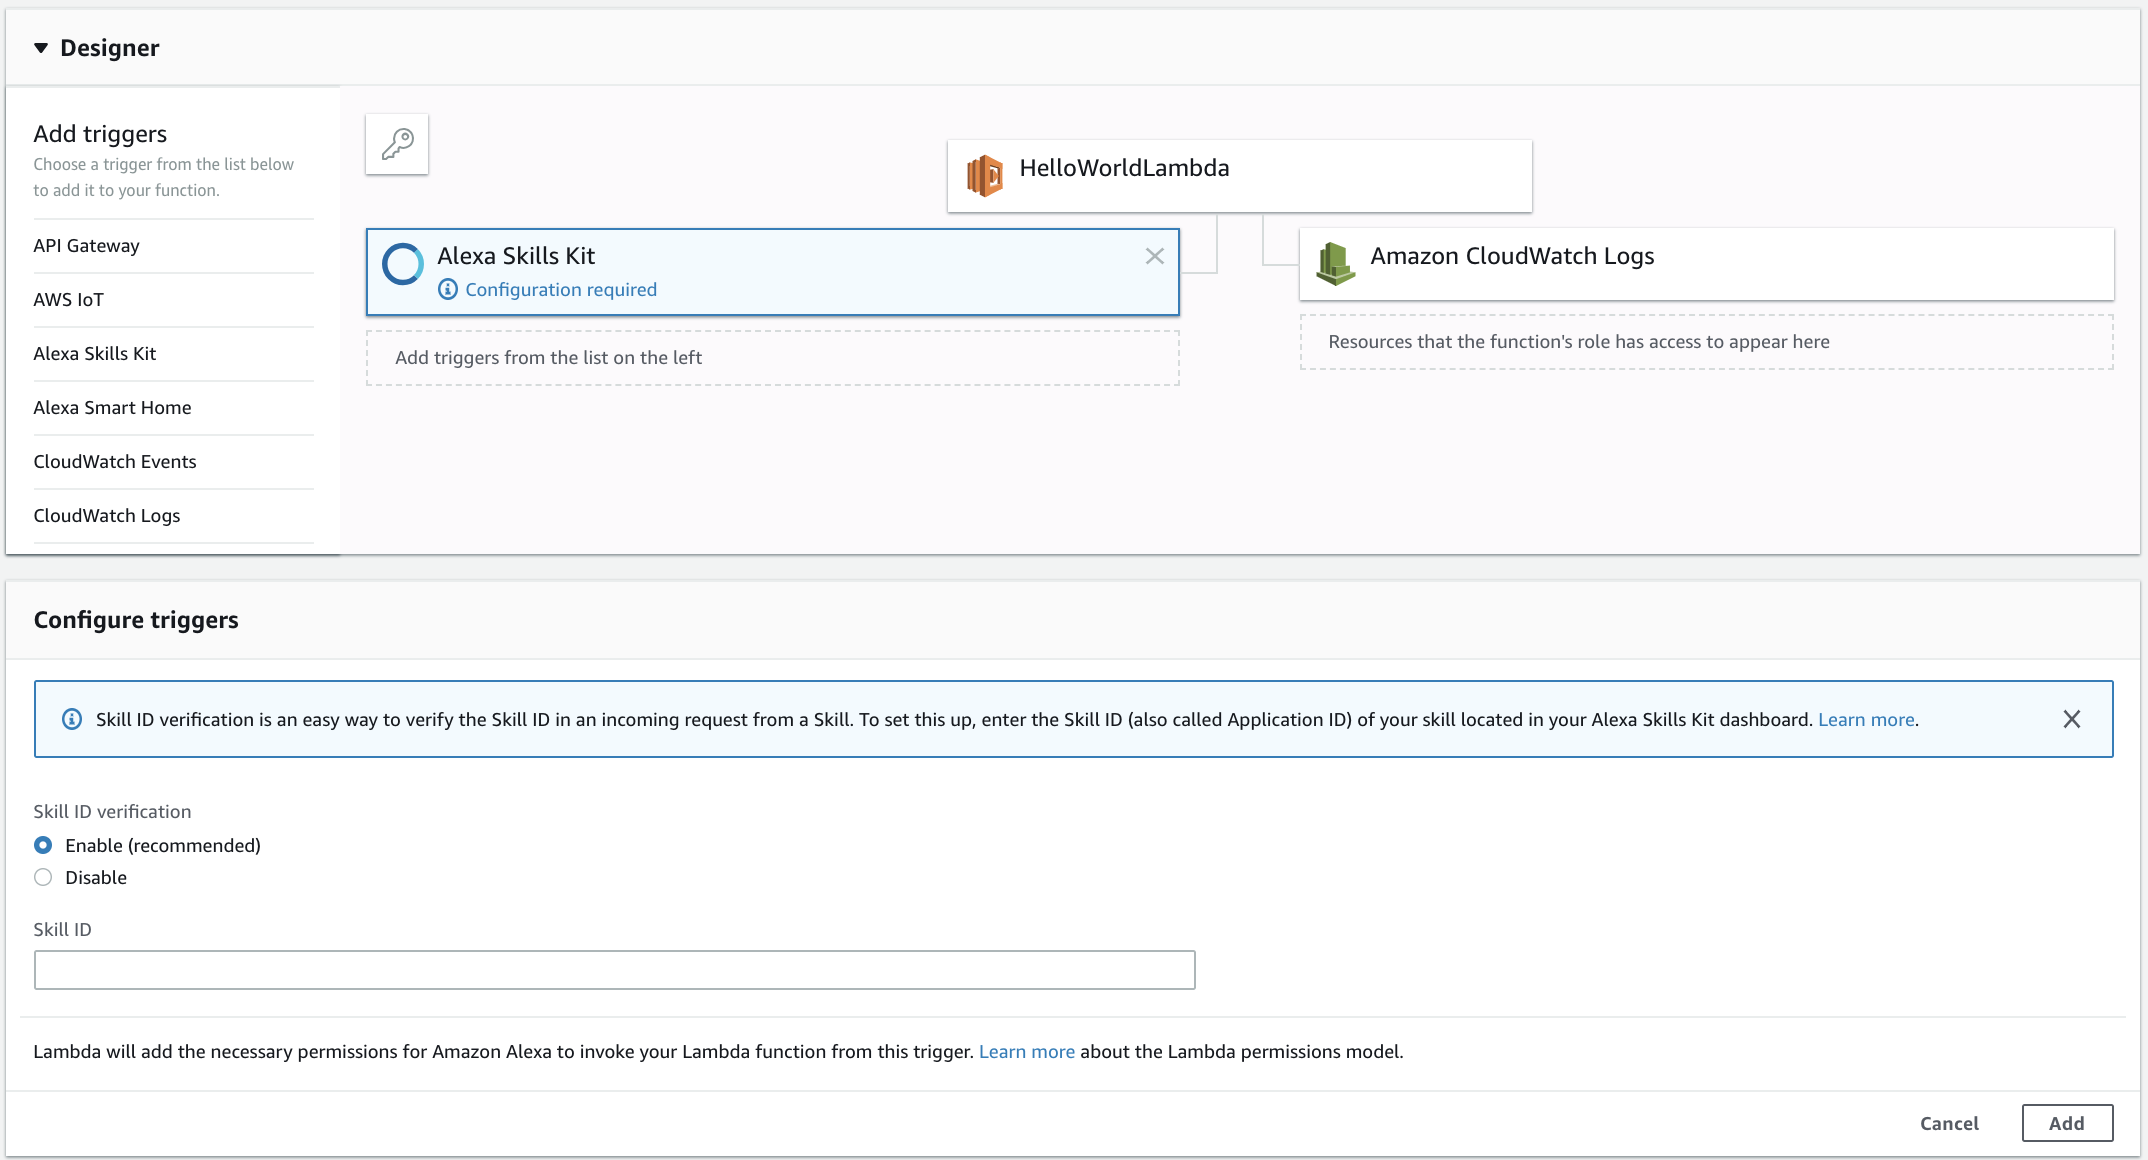 Designer
Add triggers
Choose a trigger from the list below
to add it to your function.
API Gateway
AWS IoT
Alexa Skills Kit
Alexa Smart Home
CloudWatch Events
CloudWatch Logs
HelloWorldLambda
Alexa Skills Kit
Configuration required
Add triggers from the list on the left
Amazon CloudWatch Logs
Resources that the function's role has access to appear here
Configure triggers
Skill ID verification is an easy way to verify the Skill ID in an incoming request from a Skill. To set this up, enter the Skill ID (also called Application ID) of your skill located in your Alexa Skills Kit dashboard. Learn more.
Skill ID verification
Enable (recommended)
Disable
Skill ID
Lambda will add the necessary permissions for Amazon Alexa to invoke your Lambda function from this trigger. Learn more about the Lambda permissions model.
Cancel
Add